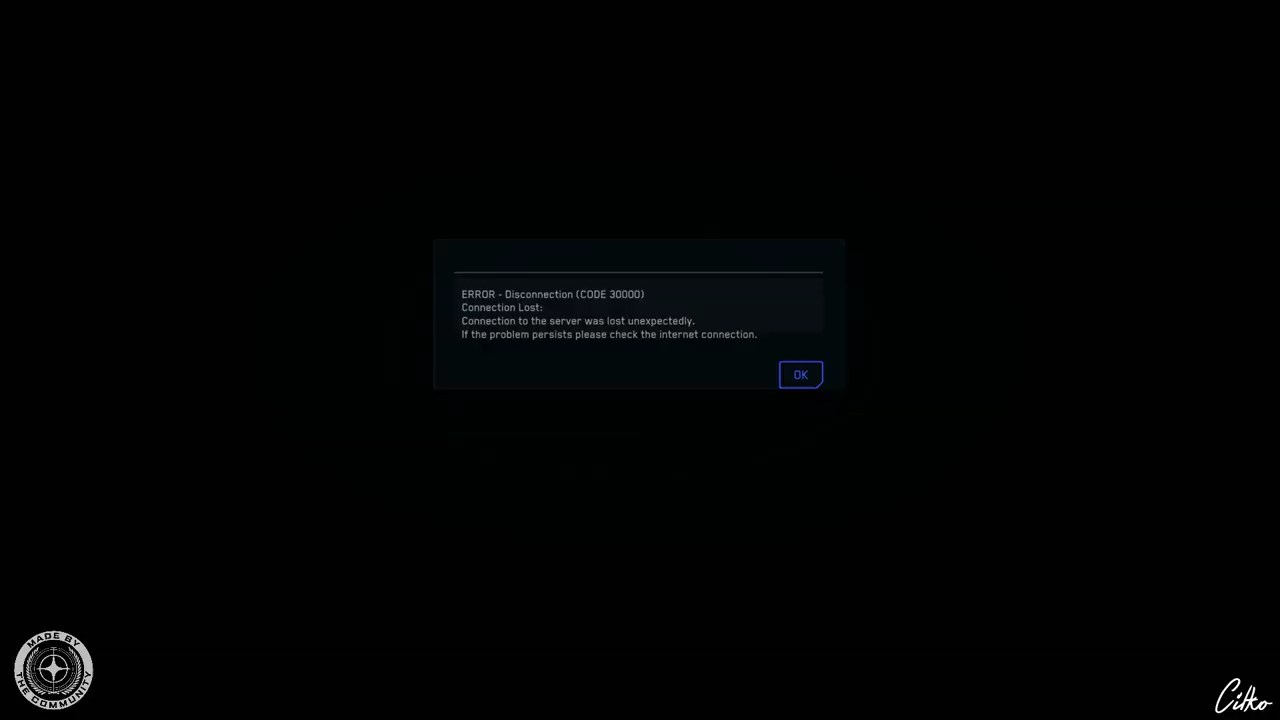 ERROR - Disconnection (CODE 30000)
Connection Lost:
Connection to the server was lost unexpectedly.
If the problem persists please check the internet connection.
OK
MADE BY
THE COMMUNITY
Citko